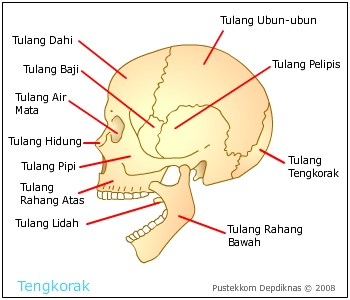 Tulang Ubun-ubun
Tulang Dahi
Tulang Baji
Tulang Pelipis
Tulang Air
Mata
Tulang Hidung
Tulang Pipi
Tulang
Tengkorak
Tulang
Rahang Atas
Tulang Lidah
Tulang Rahang
Bawah
Tengkorak
Pustekkom Depdiknas © 2008